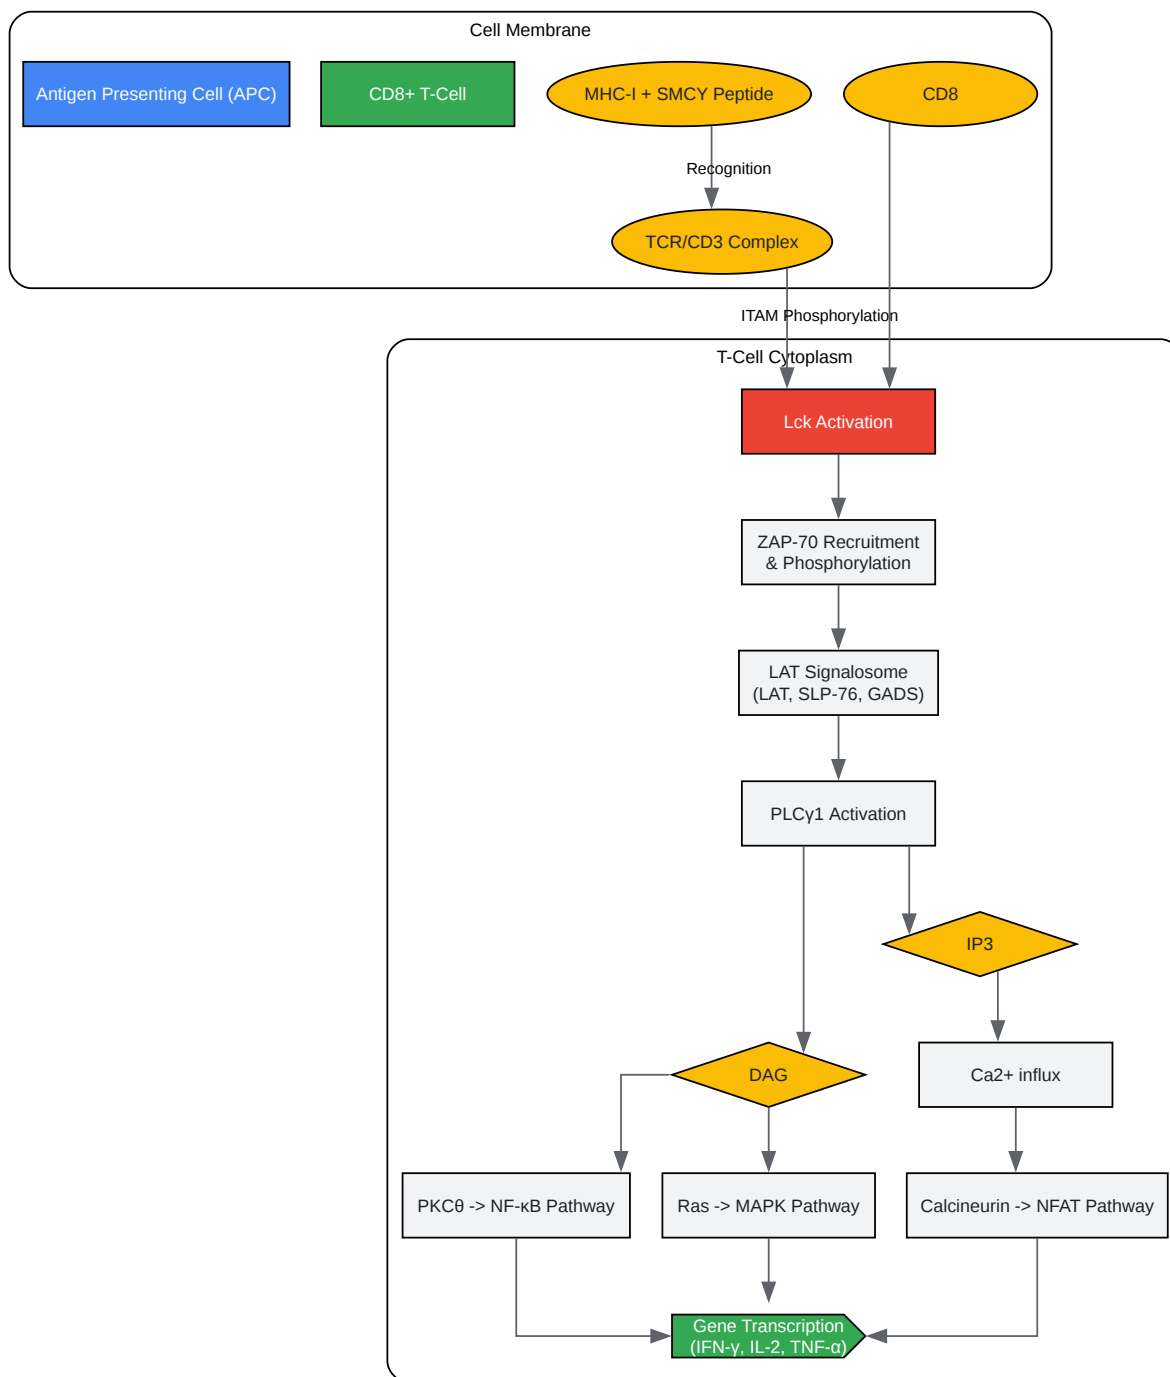 Cell Membrane
Antigen Presenting Cell (APC)
CD8+ T-Cell
MHC-I + SMCY Peptide
CD8
Recognition
TCR/CD3 Complex
ITAM Phosphorylation
T-Cell Cytoplasm
Lck Activation
ZAP-70 Recruitment
& Phosphorylation
LAT Signalosome
(LAT, SLP-76, GADS)
PLCγ1 Activation
IP3
DAG
Ca2+ influx
PKCθ -> NF-κB Pathway
Ras -> MAPK Pathway
Calcineurin -> NFAT Pathway
Gene Transcription
(IFN-γ, IL-2, TNF-α)